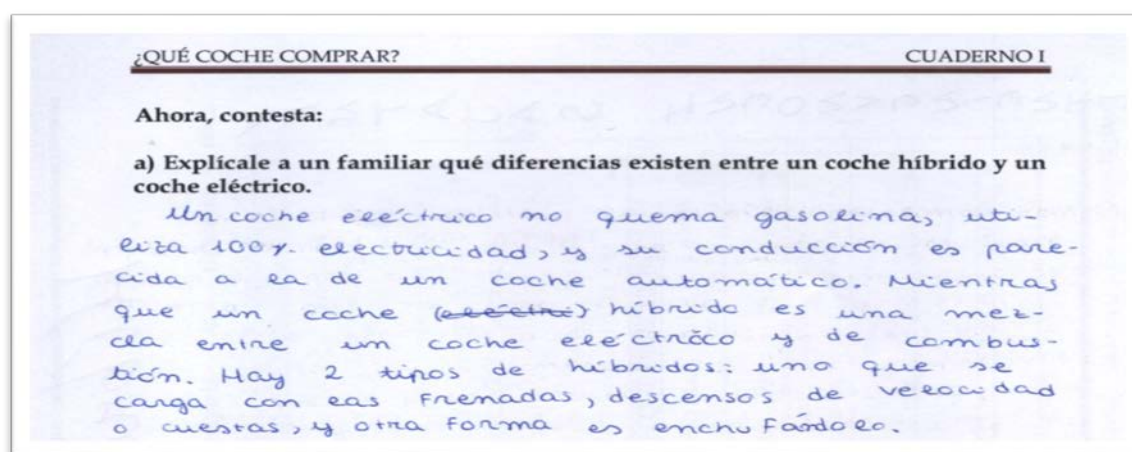 ¿QUÉ COCHE COMPRAR? CUADERNO I
Ahora, contesta:
a) Explícale a un familiar qué diferencias existen entre un coche híbrido y un
coche eléctrico.
Un coche eléctrico no quema gasolina, uti-
liza 100% electricidad, y su conducción es pare-
cida a la de un coche automático. Mientras
que un coche (eléctric) híbrido es una mez-
cla entre un coche eléctrico y de combus-
tión. Hay 2 tipos de híbridos: uno que se
carga con las frenadas, descensos de velocidad
o cuestas, y otra forma es enchufándolo.